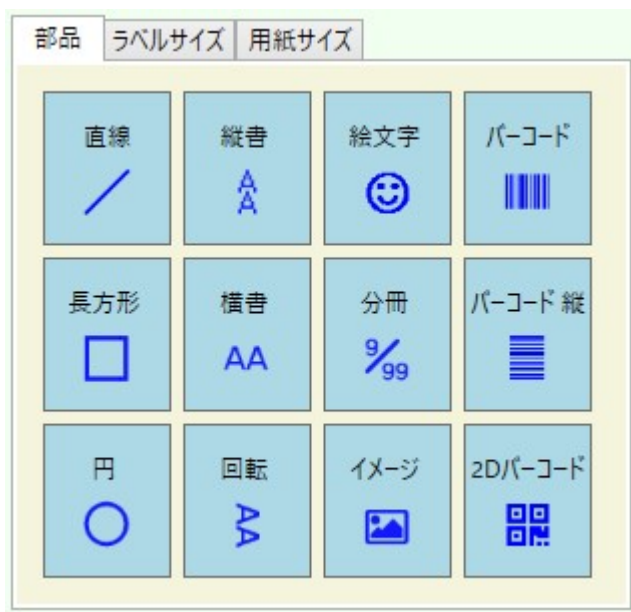 部品 ラベルサイズ 用紙サイズ
直線 縦書 絵文字 バーコード
A
A
長方形 横書 分冊 バーコード 縦
AA 9/99
円 回転 イメージ 2Dバーコード
AA